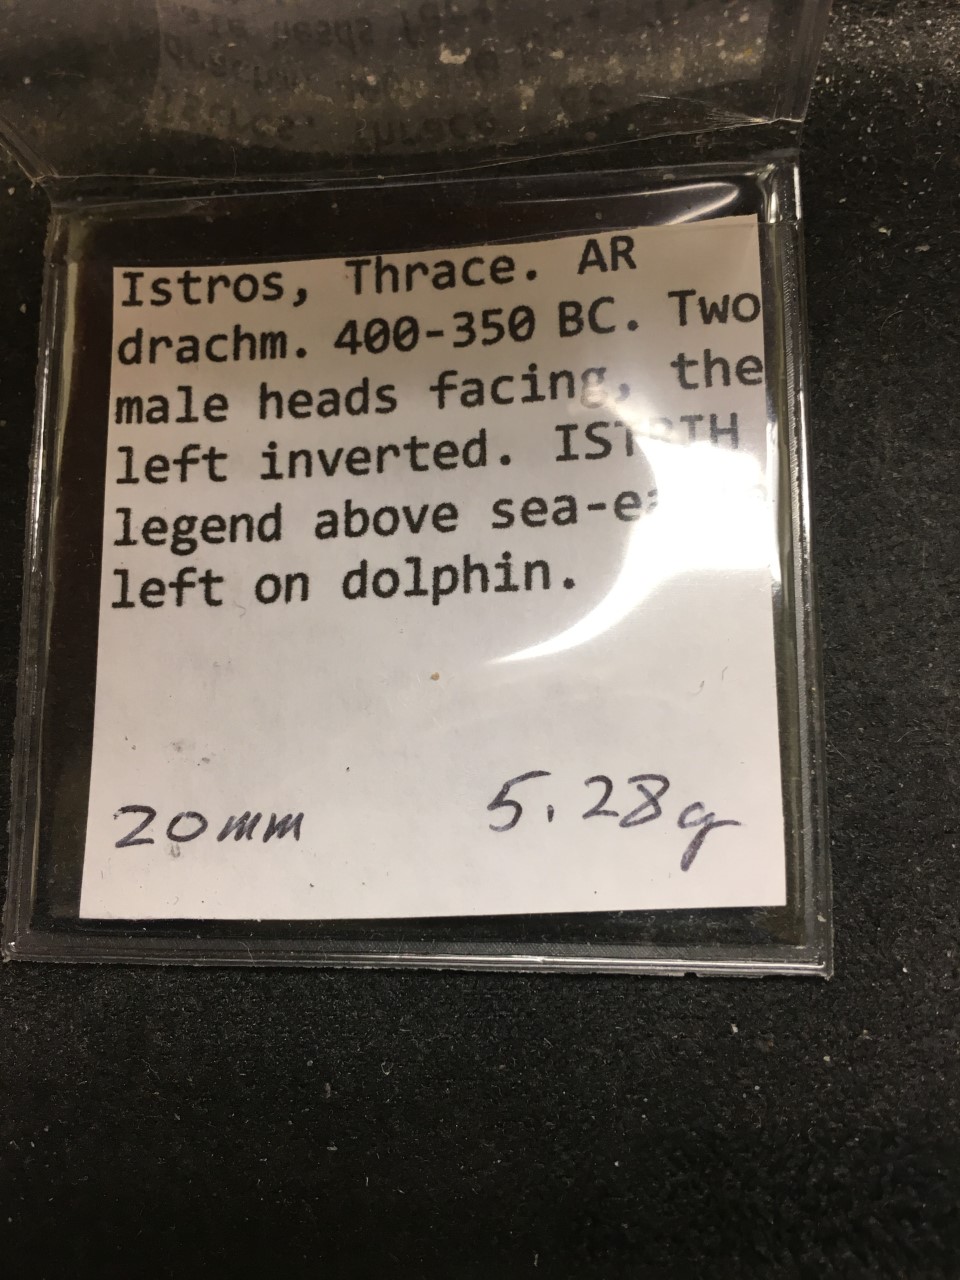 Istros, Thrace. AR
drachm. 400-350 BC. Two
male heads facing, the
left inverted.
legend above
left on dolphin.
20mm 5.28g